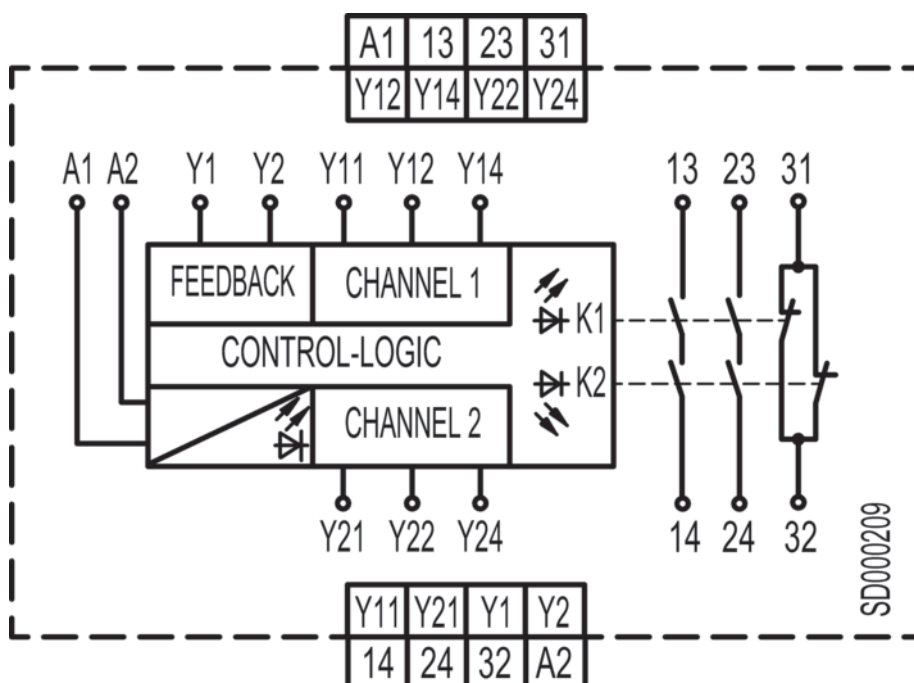 A1 13 23 31
Y12 Y14 Y22 Y24
A1 A2 Y1 Y2 Y11 Y12 Y14 13 23 31
FEEDBACK CHANNEL 1
K1
CONTROL-LOGIC
K2
CHANNEL 2
Y21 Y22 Y24 14 24 32
SD000209
Y11 Y21 Y1 Y2
14 24 32 A2